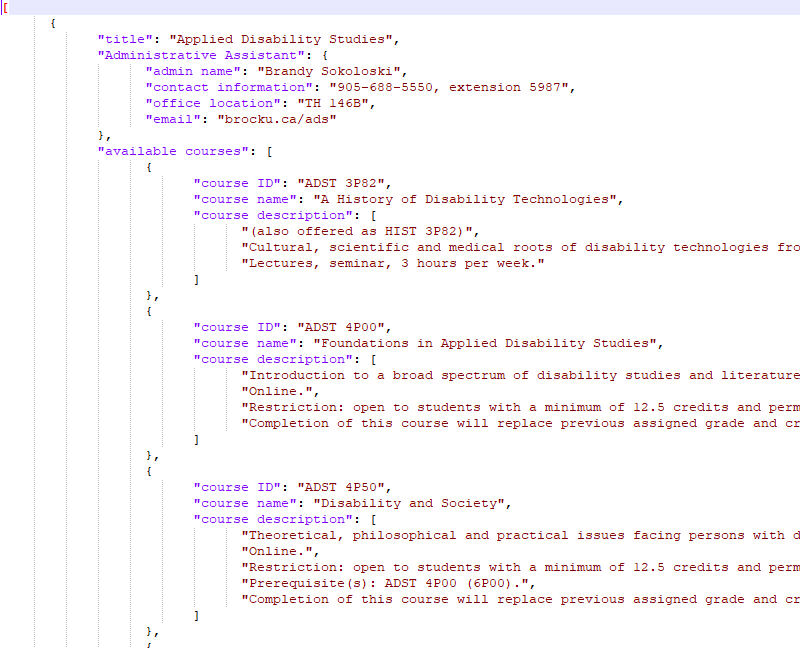 [
{
"title": "Applied Disability Studies",
"Administrative Assistant": {
"admin name": "Brandy Sokoloski",
"contact information": "905-688-5550, extension 5987",
"office location": "TH 146B",
"email": "brocku.ca/ads"
},
"available courses": [
{
"course ID": "ADST 3P82",
"course name": "A History of Disability Technologies",
"course description": [
"(also offered as HIST 3P82)",
"Cultural, scientific and medical roots of disability technologies fro
"Lectures, seminar, 3 hours per week."
]
},
{
"course ID": "ADST 4P00",
"course name": "Foundations in Applied Disability Studies",
"course description": [
"Introduction to a broad spectrum of disability studies and literature
"Online.",
"Restriction: open to students with a minimum of 12.5 credits and perm
"Completion of this course will replace previous assigned grade and cr
]
},
{
"course ID": "ADST 4P50",
"course name": "Disability and Society",
"course description": [
"Theoretical, philosophical and practical issues facing persons with d
"Online.",
"Restriction: open to students with a minimum of 12.5 credits and perm
"Prerequisite(s): ADST 4P00 (6P00).",
"Completion of this course will replace previous assigned grade and cr
]
},
{